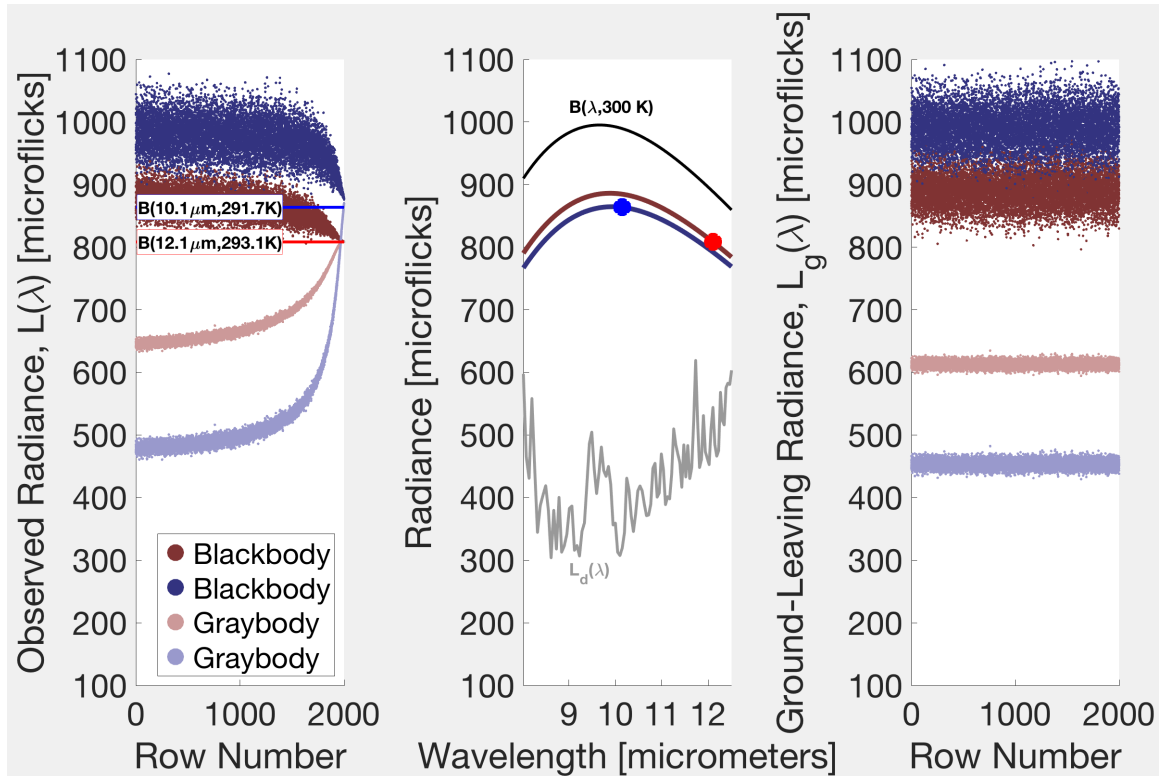 Observed Radiance, L(λ) [microflicks]
1100
1000
900
800
700
600
500
400
300
200
100
B(10.1μm,291.7K)
B(12.1μm,293.1K)
Blackbody
Blackbody
Graybody
Graybody
0 1000 2000
Row Number
Radiance [microflicks]
1100
1000
900
800
700
600
500
400
300
200
100
B(λ,300 K)
L_d(λ)
9 10 11 12
Wavelength [micrometers]
Ground-Leaving Radiance, L_g(λ) [microflicks]
1100
1000
900
800
700
600
500
400
300
200
100
0 1000 2000
Row Number